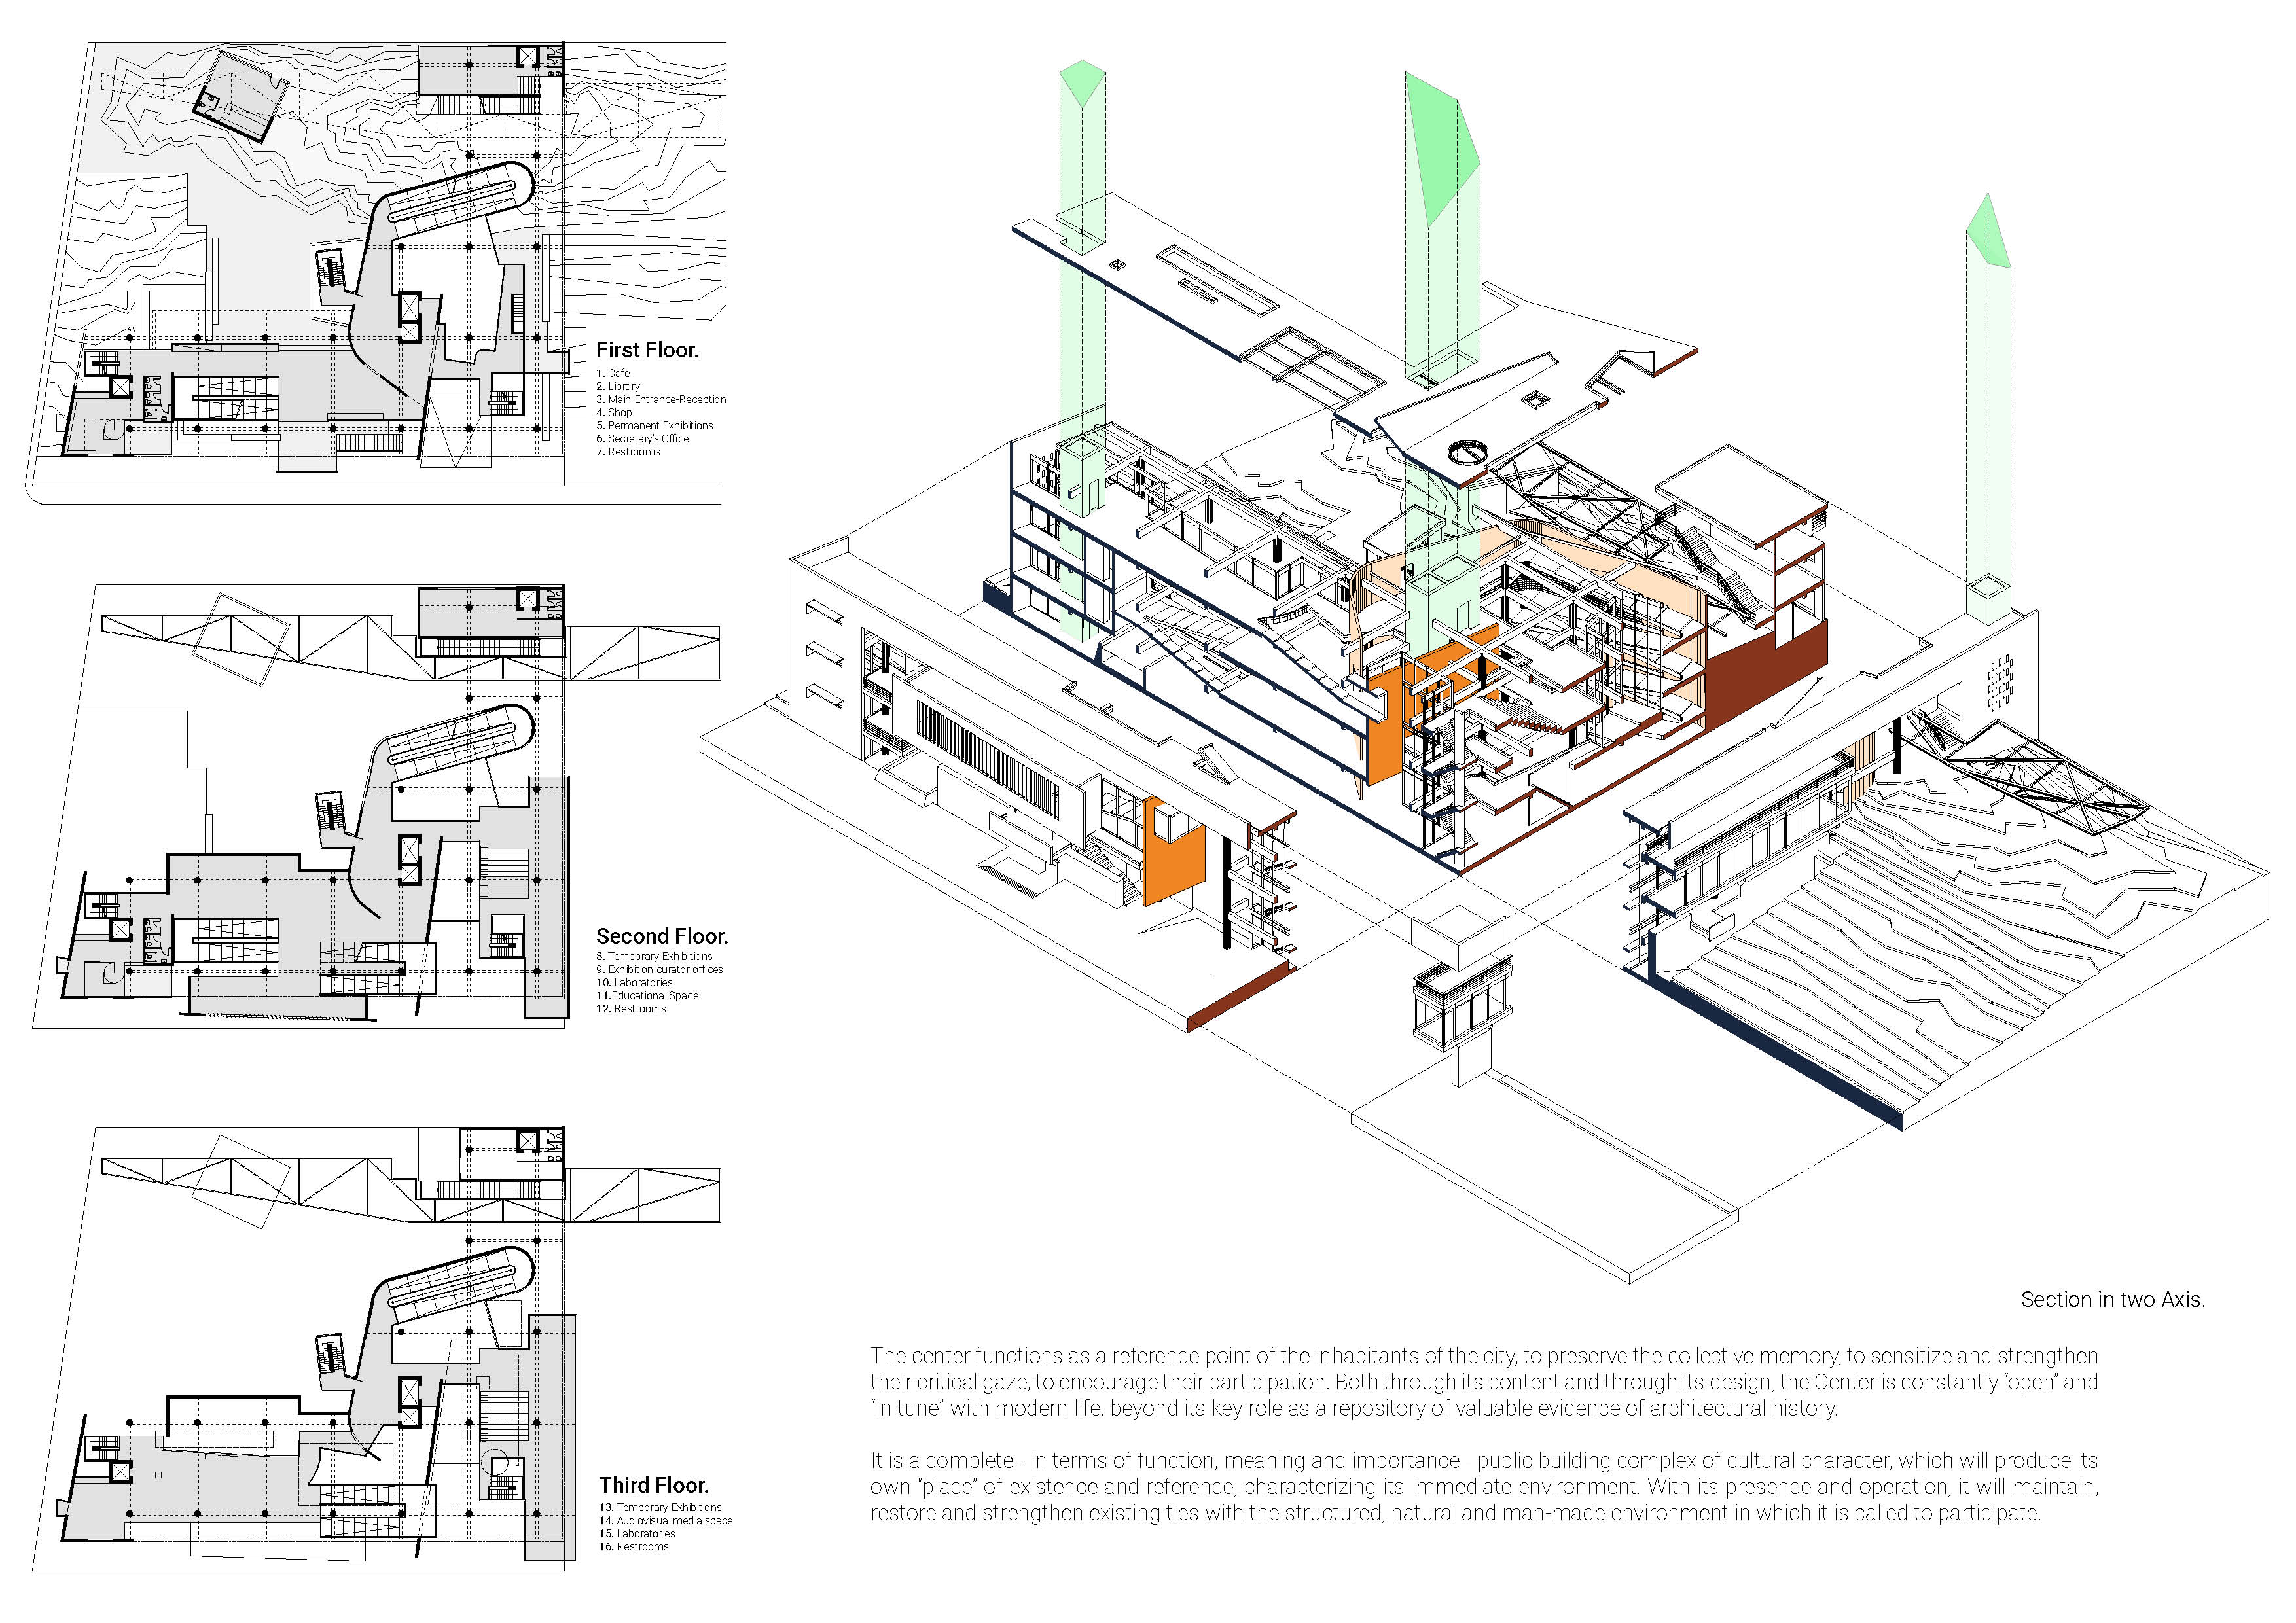 First Floor.
1. Cafe
2. Library
3. Main Entrance-Reception
4. Shop
5. Permanent Exhibitions
6. Secretary's Office
7. Restrooms
Second Floor.
8. Temporary Exhibitions
9. Exhibition curator offices
10. Laboratories
11.Educational Space
12. Restrooms
Third Floor.
13. Temporary Exhibitions
14. Audiovisual media space
15. Laboratories
16. Restrooms
Section in two Axis.
The center functions as a reference point of the inhabitants of the city, to preserve the collective memory, to sensitize and strengthen
their critical gaze, to encourage their participation. Both through its content and through its design, the Center is constantly “open” and
“in tune” with modern life, beyond its key role as a repository of valuable evidence of architectural history.
It is a complete - in terms of function, meaning and importance - public building complex of cultural character, which will produce its
own “place” of existence and reference, characterizing its immediate environment. With its presence and operation, it will maintain,
restore and strengthen existing ties with the structured, natural and man-made environment in which it is called to participate.